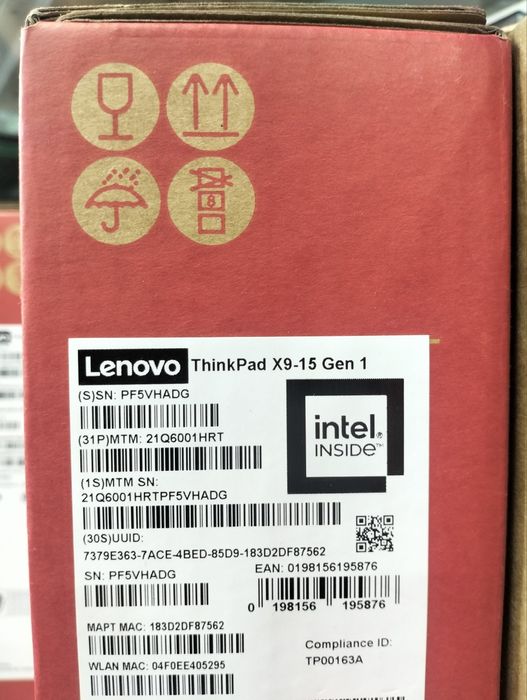 8
Lenovo ThinkPad X9-15 Gen 1
(S)SN: PF5VHADG
(31P)MTM: 21Q6001HRT
intel®
INSIDE™
(1S)MTM SN:
21Q6001HRTPF5VHADG
(30S)UUID:
7379E363-7ACE-4BED-85D9-183D2DF87562
SN: PF5VHADG
EAN: 0198156195876
0 198156 195876
MAPT MAC: 183D2DF87562
WLAN MAC: 04F0EE405295
Compliance ID:
TP00163A